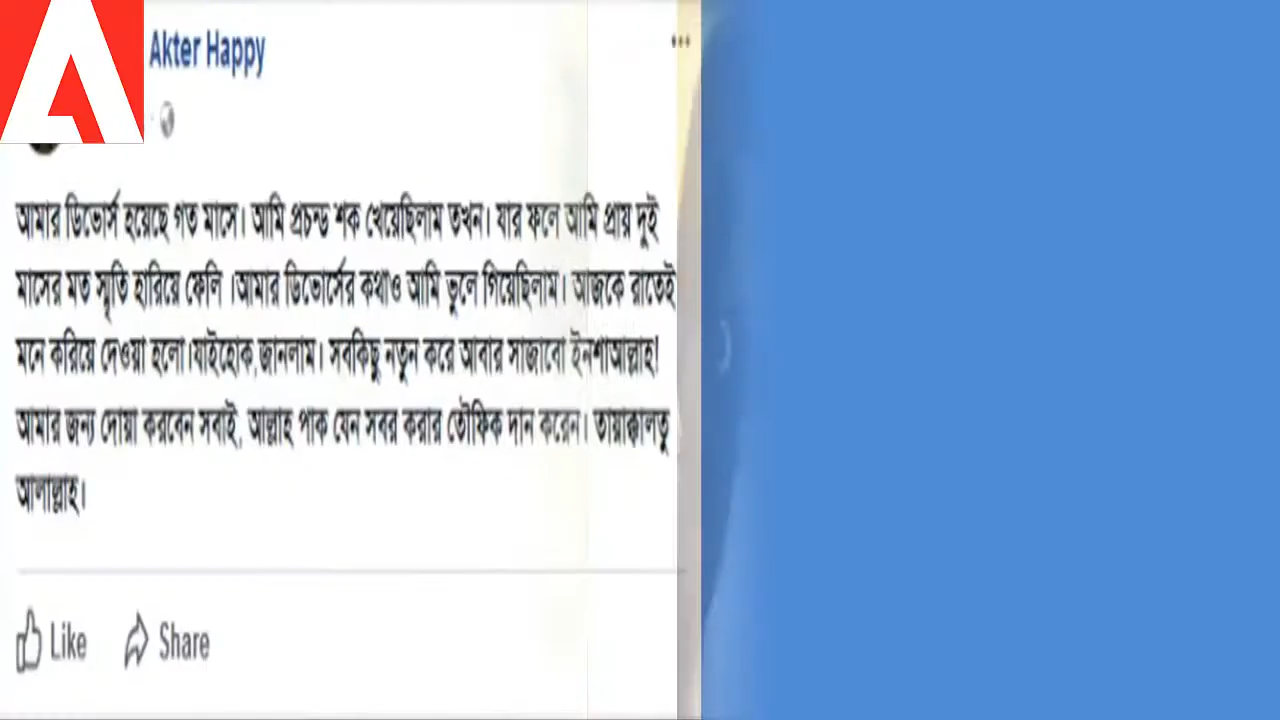 Akter Happy
আমার ডিভোর্স হয়েছে গত মাসে। আমি প্রচন্ড শক খেয়েছিলাম তখন। যার ফলে আমি প্রায় দুই
মাসের মত স্মৃতি হারিয়ে ফেলি ।আমার ডিভোর্সের কথাও আমি ভুলে গিয়েছিলাম। আজকে রাতেই
মনে করিয়ে দেওয়া হলো।যাইহোক,জানলাম। সবকিছু নতুন করে আবার সাজাবো ইনশাআল্লাহ!
আমার জন্য দোয়া করবেন সবাই, আল্লাহ পাক যেন সবর করার তৌফিক দান করেন। তায়াক্কালতু
আলাল্লাহ।
Like Share